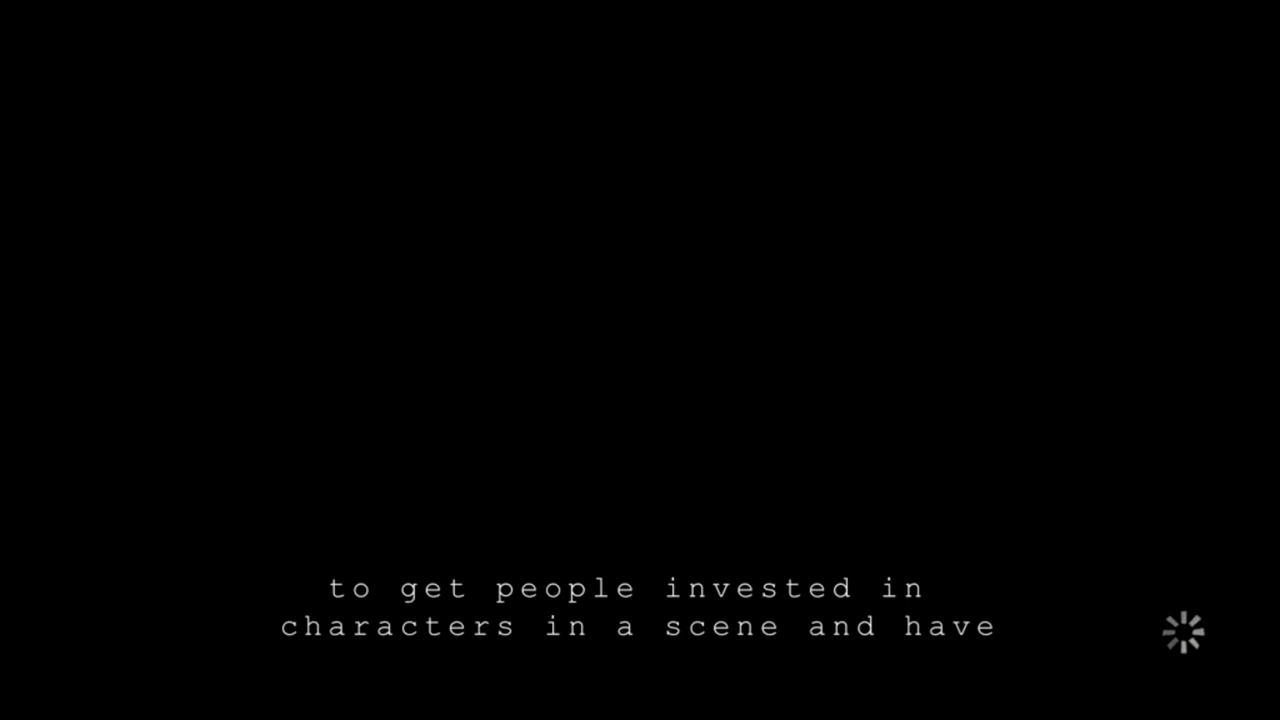 to get people invested in
characters in a scene and have